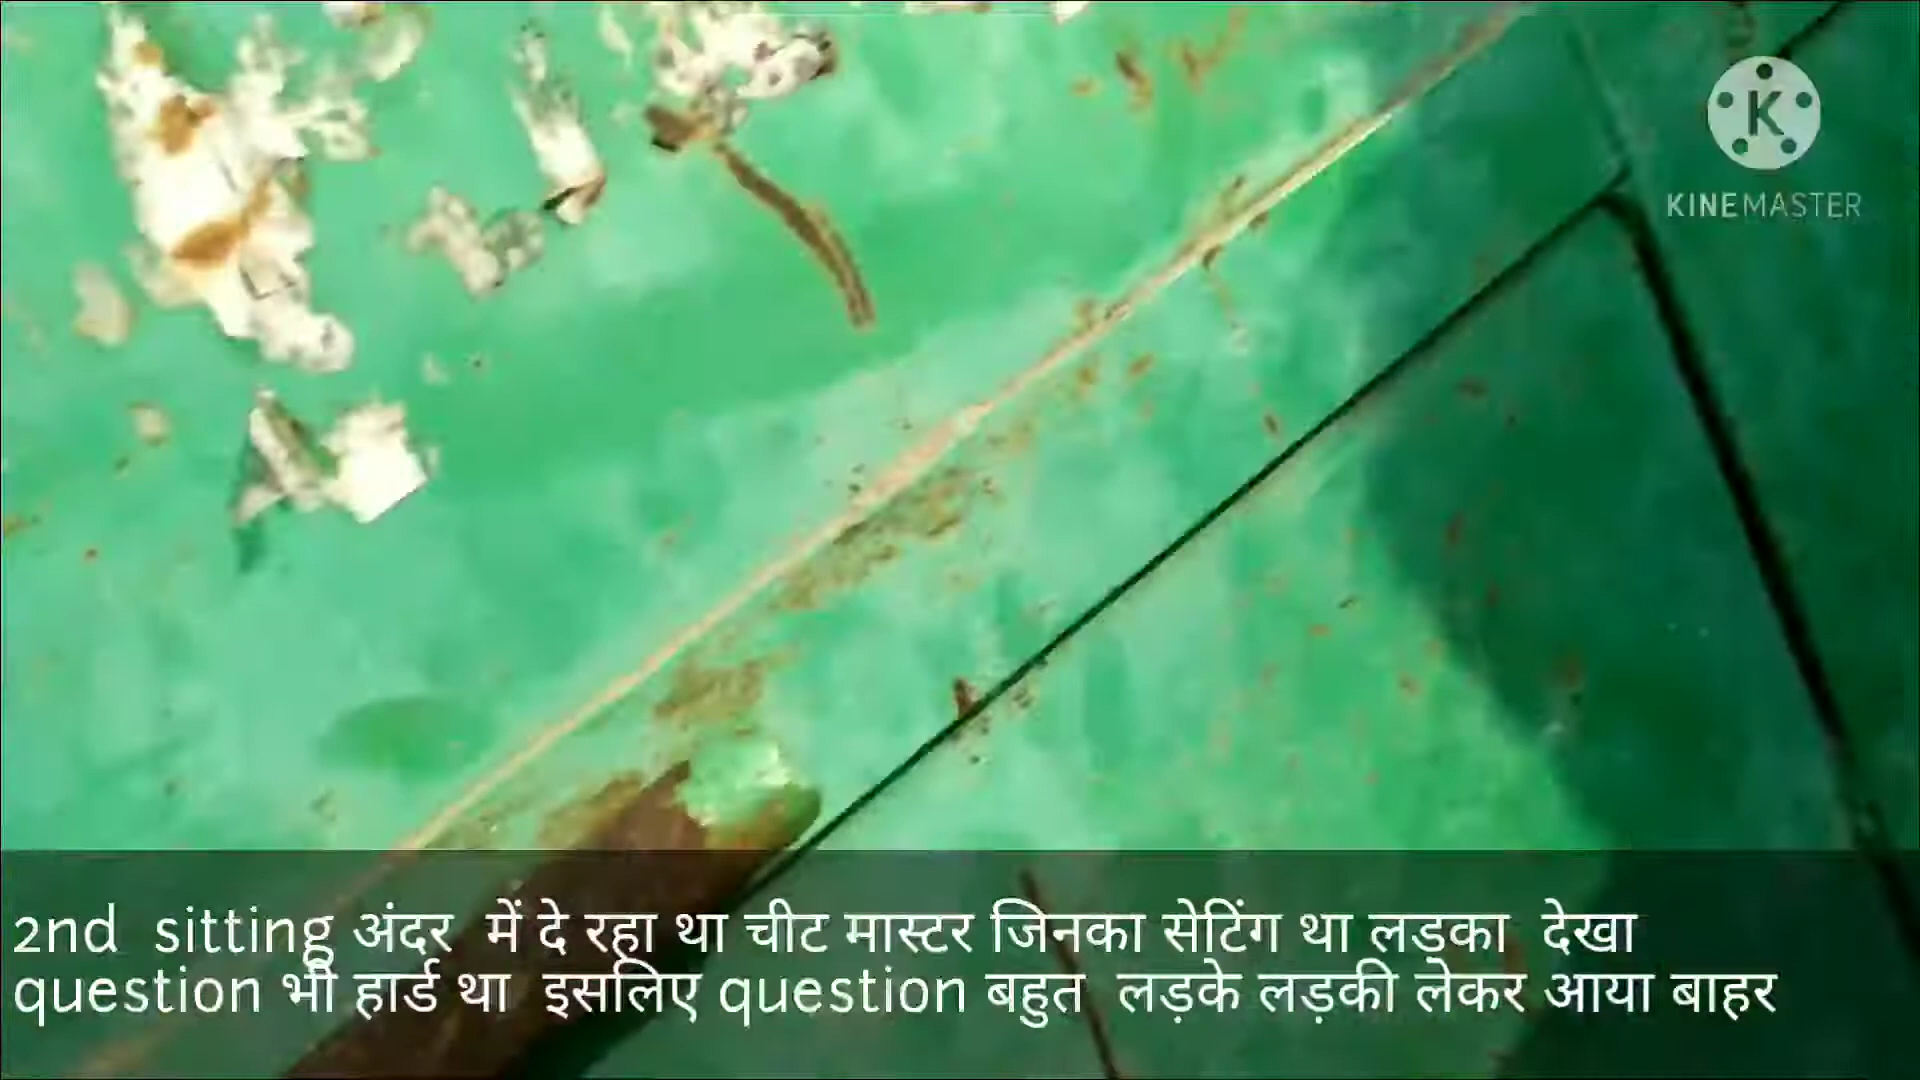 K
KINEMASTER
2nd sitting अंदर में दे रहा था चीट मास्टर जिनका सेटिंग था लड़का देखा
question भी हार्ड था इसलिए question बहुत लड़के लड़की लेकर आया बाहर